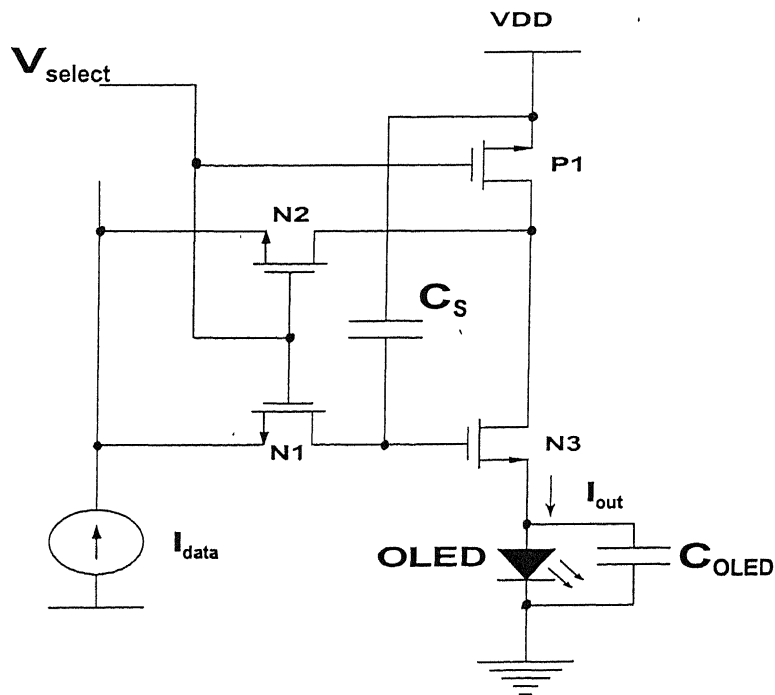 VDD
Vselect
P1
N2
CS
N1
N3
Iout
Idata
OLED
COLED